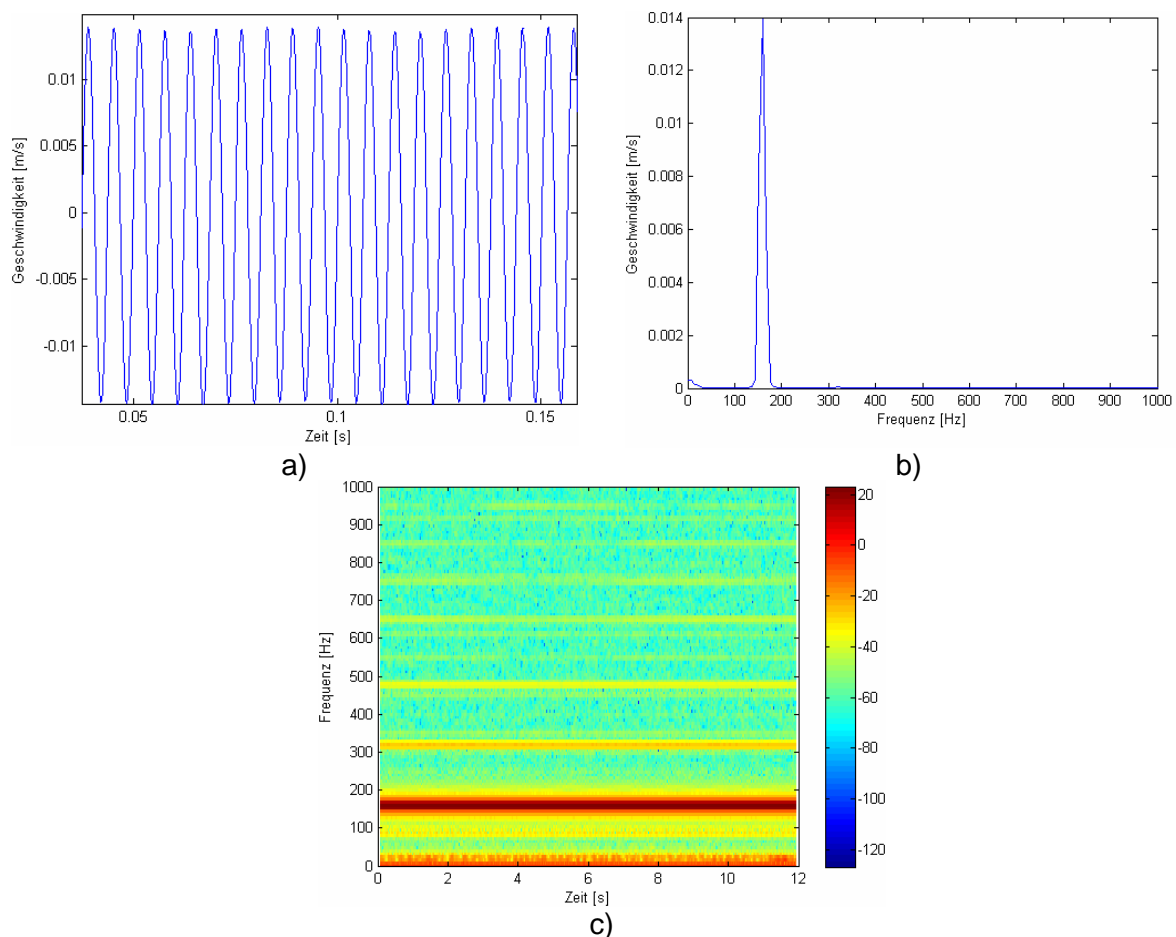 0.01
0.005
0
-0.005
-0.01
Geschwindigkeit [m/s]
0.05 0.1 0.15
Zeit [s]
a)
0.014
0.012
0.01
0.008
0.006
0.004
0.002
0
Geschwindigkeit [m/s]
0 100 200 300 400 500 600 700 800 900 1000
Frequenz [Hz]
b)
1000
900
800
700
600
500
400
300
200
100
0
Frequenz [Hz]
0 2 4 6 8 10 12
Zeit [s]
20
0
-20
-40
-60
-80
-100
-120
c)